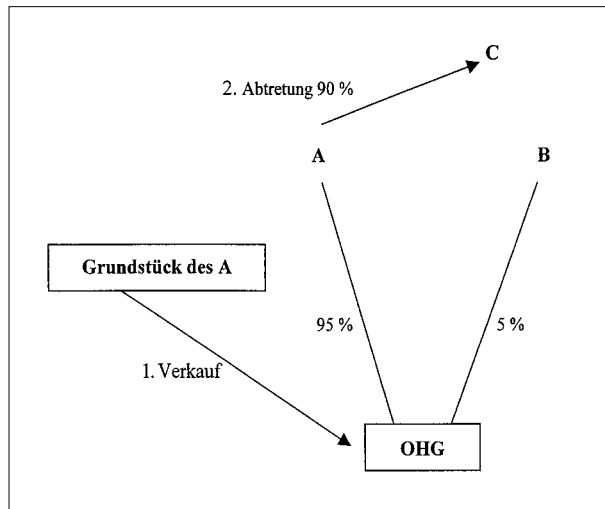 C
2. Abtretung 90 %
A
B
Grundstück des A
95 %
5 %
1. Verkauf
OHG